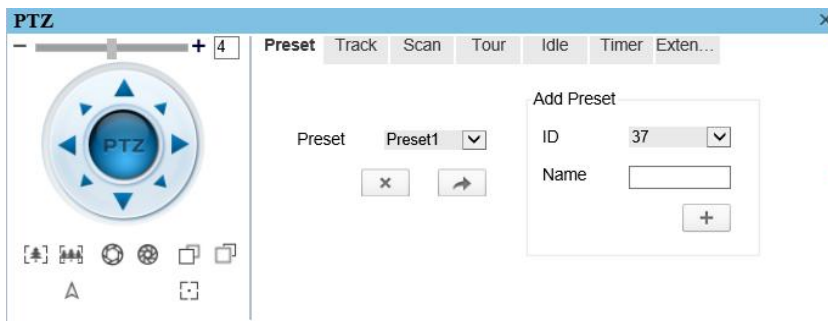 PTZ
4
Preset Track Scan Tour Idle Timer Exten...
PTZ
Add Preset
Preset Preset1
ID 37
Name